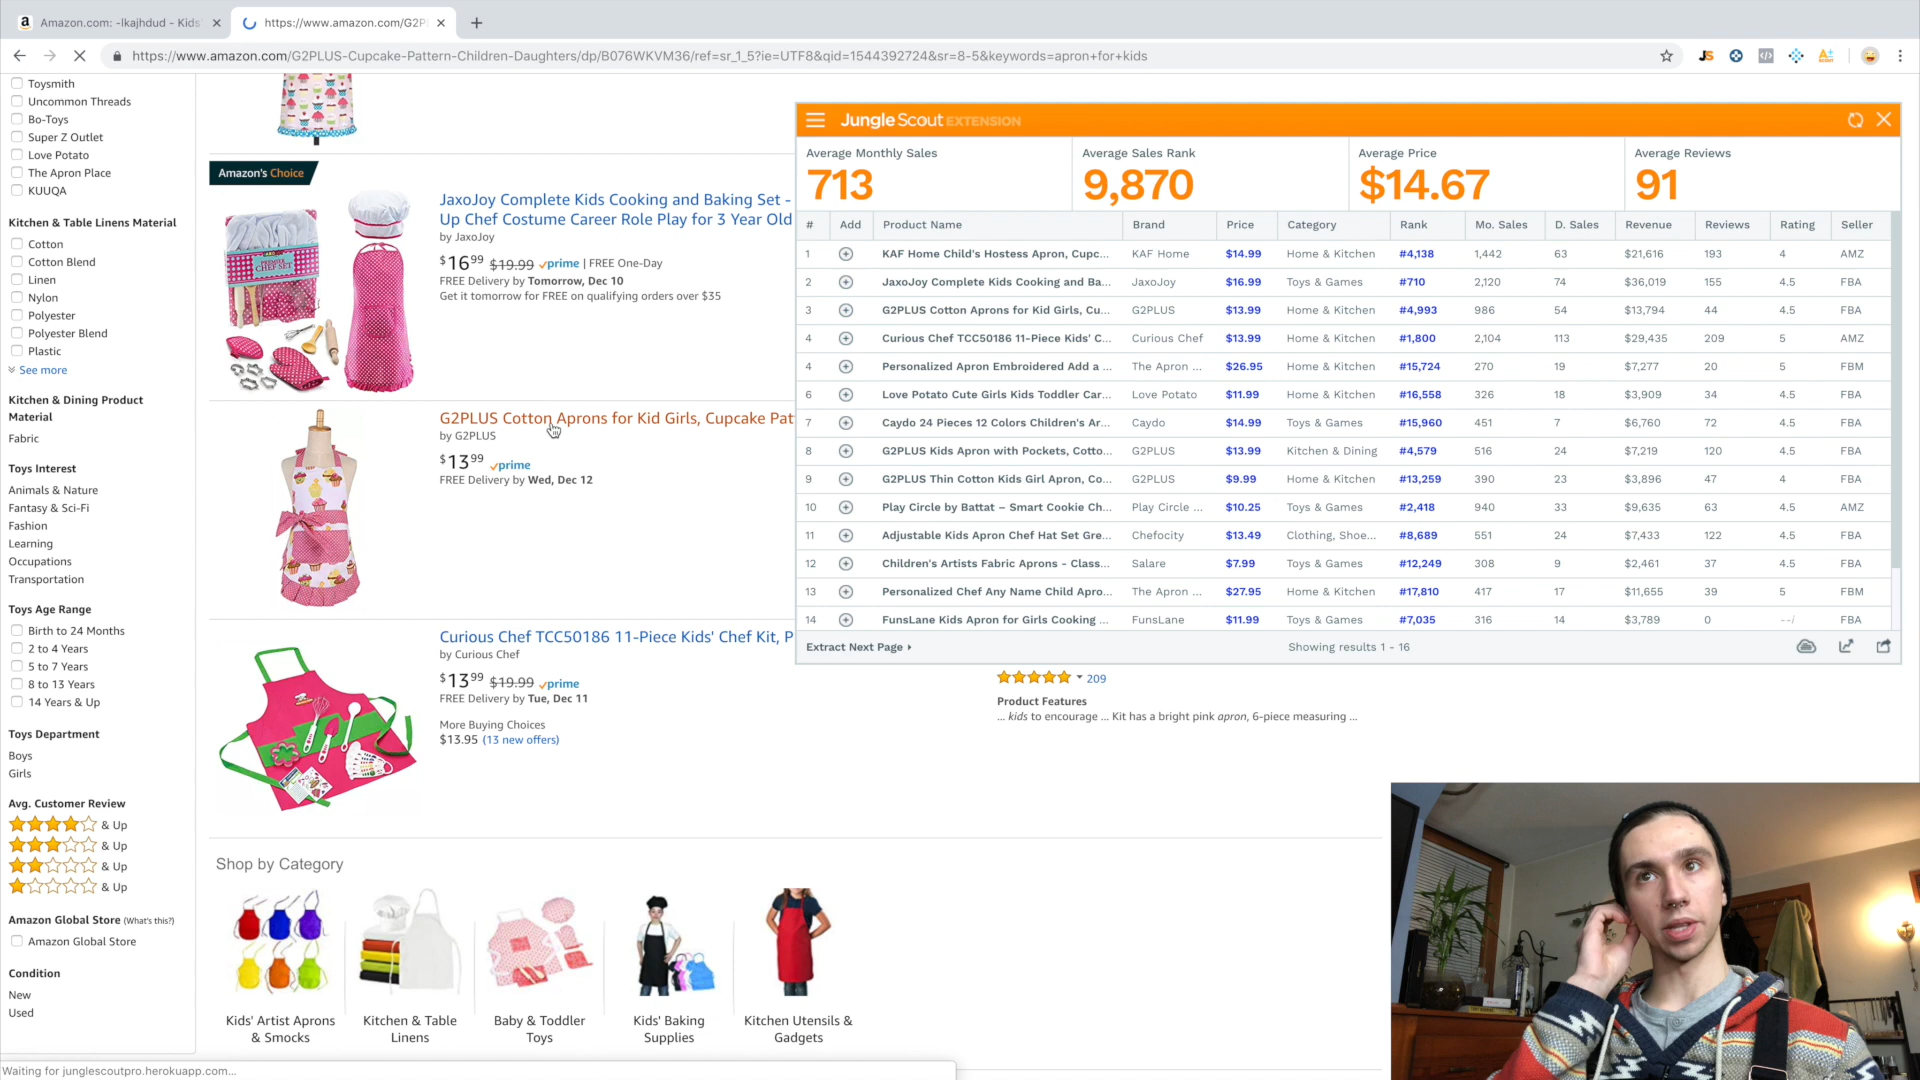 Amazon.com: -lkajhdud - Kids'
https://www.amazon.com/G2Pl
https://www.amazon.com/G2PLUS-Cupcake-Pattern-Children-Daughters/dp/B076WKVM36/ref=sr_1_5?ie=UTF8&qid=1544392724&sr=8-5&keywords=apron+for+kids
Toysmith
Uncommon Threads
Bo-Toys
Super Z Outlet
Love Potato
The Apron Place
KUUQA
Kitchen & Table Linens Material
Cotton
Cotton Blend
Linen
Nylon
Polyester
Polyester Blend
Plastic
See more
Kitchen & Dining Product
Material
Fabric
Toys Interest
Animals & Nature
Fantasy & Sci-Fi
Fashion
Learning
Occupations
Transportation
Toys Age Range
Birth to 24 Months
2 to 4 Years
5 to 7 Years
8 to 13 Years
14 Years & Up
Toys Department
Boys
Girls
Avg. Customer Review
& Up
& Up
& Up
& Up
Amazon Global Store (What's this?)
Amazon Global Store
Condition
New
Used
Amazon's Choice
JaxoJoy Complete Kids Cooking and Baking Set -
Up Chef Costume Career Role Play for 3 Year Old
by JaxoJoy
$16 99 $19.99 prime | FREE One-Day
FREE Delivery by Tomorrow, Dec 10
Get it tomorrow for FREE on qualifying orders over $35
G2PLUS Cotton Aprons for Kid Girls, Cupcake Pat
by G2PLUS
$13 99 prime
FREE Delivery by Wed, Dec 12
Curious Chef TCC50186 11-Piece Kids' Chef Kit, P
by Curious Chef
$13 99 $19.99 prime
FREE Delivery by Tue, Dec 11
More Buying Choices
$13.95 (13 new offers)
209
Product Features
... kids to encourage ... Kit has a bright pink apron, 6-piece measuring ...
Shop by Category
Kids' Artist Aprons
& Smocks
Kitchen & Table
Linens
Baby & Toddler
Toys
Kids' Baking
Supplies
Kitchen Utensils &
Gadgets
Jungle Scout EXTENSION
Average Monthly Sales
713
Average Sales Rank
9,870
Average Price
$14.67
Average Reviews
91
# Add Product Name Brand Price Category Rank Mo. Sales D. Sales Revenue Reviews Rating Seller
1 KAF Home Child's Hostess Apron, Cupc... KAF Home $14.99 Home & Kitchen #4,138 1,442 63 $21,616 193 4 AMZ
2 JaxoJoy Complete Kids Cooking and Ba... JaxoJoy $16.99 Toys & Games #710 2,120 74 $36,019 155 4.5 FBA
3 G2PLUS Cotton Aprons for Kid Girls, Cu... G2PLUS $13.99 Home & Kitchen #4,993 986 54 $13,794 44 4.5 FBA
4 Curious Chef TCC50186 11-Piece Kids' C... Curious Chef $13.99 Home & Kitchen #1,800 2,104 113 $29,435 209 5 AMZ
4 Personalized Apron Embroidered Add a ... The Apron ... $26.95 Home & Kitchen #15,724 270 19 $7,277 20 5 FBM
6 Love Potato Cute Girls Kids Toddler Car... Love Potato $11.99 Home & Kitchen #16,558 326 18 $3,909 34 4.5 FBA
7 Caydo 24 Pieces 12 Colors Children's Ar... Caydo $14.99 Toys & Games #15,960 451 7 $6,760 72 4.5 FBA
8 G2PLUS Kids Apron with Pockets, Cotto... G2PLUS $13.99 Kitchen & Dining #4,579 516 24 $7,219 120 4.5 FBA
9 G2PLUS Thin Cotton Kids Girl Apron, Co... G2PLUS $9.99 Home & Kitchen #13,259 390 23 $3,896 47 4 FBA
10 Play Circle by Battat – Smart Cookie Ch... Play Circle ... $10.25 Toys & Games #2,418 940 33 $9,635 63 4.5 AMZ
11 Adjustable Kids Apron Chef Hat Set Gre... Chefocity $13.49 Clothing, Shoe... #8,689 551 24 $7,433 122 4.5 FBA
12 Children's Artists Fabric Aprons - Class... Salare $7.99 Toys & Games #12,249 308 9 $2,461 37 4.5 FBA
13 Personalized Chef Any Name Child Apro... The Apron ... $27.95 Home & Kitchen #17,810 417 17 $11,655 39 5 FBM
14 FunsLane Kids Apron for Girls Cooking ... FunsLane $11.99 Toys & Games #7,035 316 14 $3,789 0 --/ FBA
Extract Next Page
Showing results 1 - 16
Waiting for junglescoutpro.herokuapp.com...